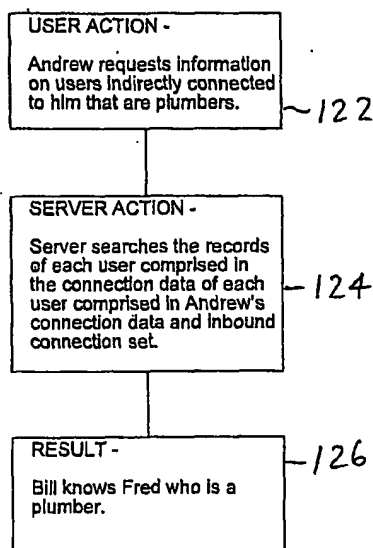 USER ACTION -
Andrew requests information
on users indirectly connected
to him that are plumbers.
122
SERVER ACTION -
Server searches the records
of each user comprised in
the connection data of each
user comprised in Andrew's
connection data and inbound
connection set.
124
RESULT -
Bill knows Fred who is a
plumber.
126